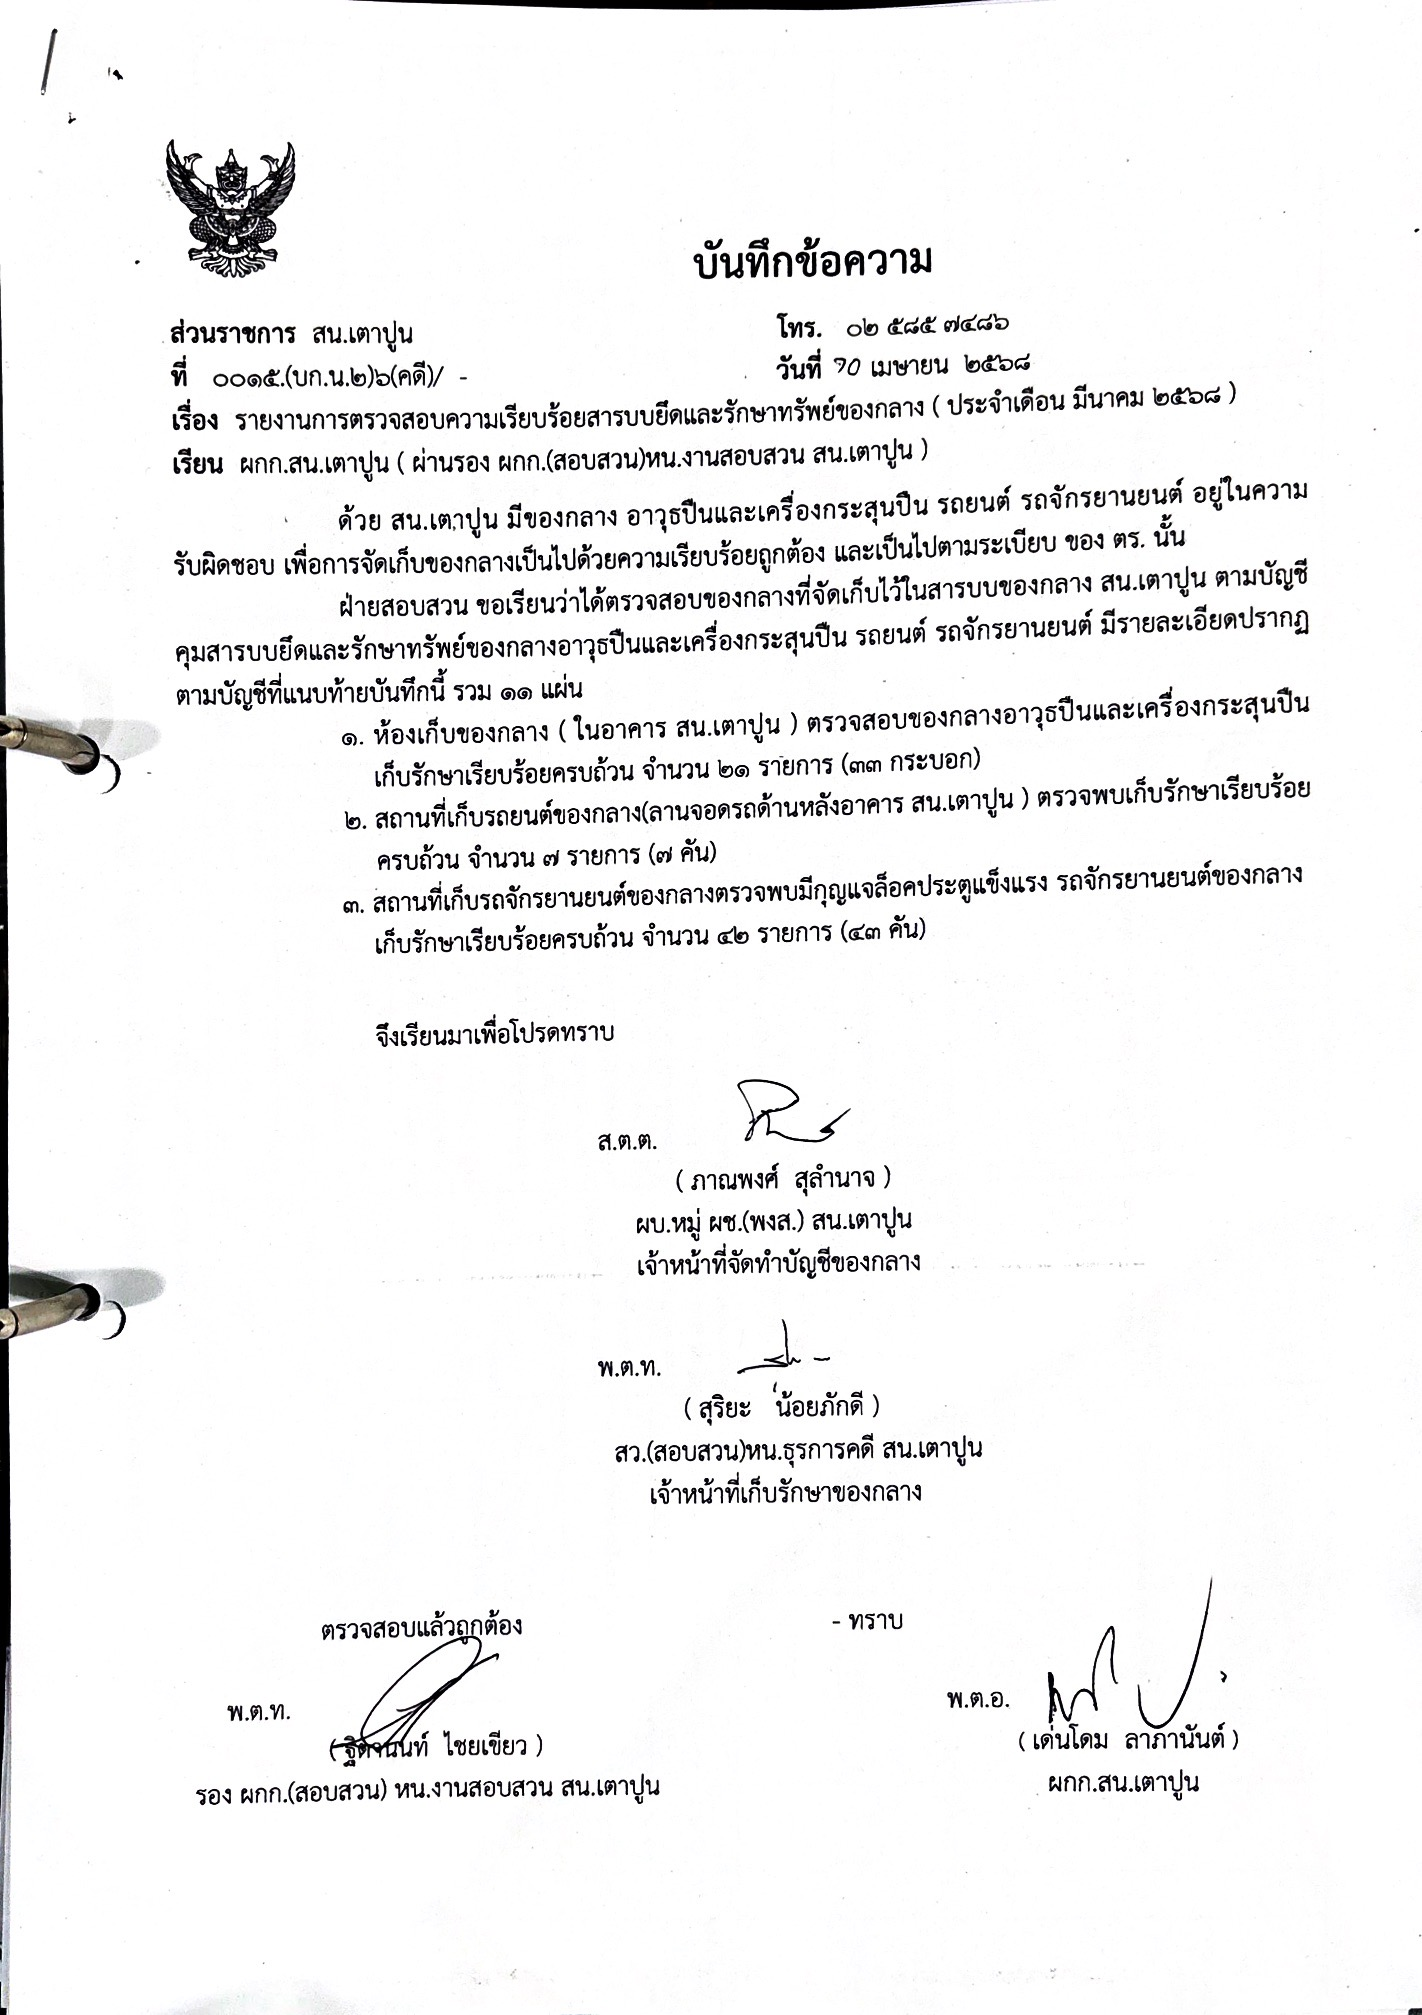 บันทึกข้อความ
ส่วนราชการ สน.เตาปูน โทร. ๐๒ ๕๘๕ ๗๔๘๖
ที่ ๐๐๑๕.(บก.น.๒)๖(คดี)/ - วันที่ ๑๐ เมษายน ๒๕๖๘
เรื่อง รายงานการตรวจสอบความเรียบร้อยสารบบยึดและรักษาทรัพย์ของกลาง ( ประจำเดือน มีนาคม ๒๕๖๘ )
เรียน ผกก.สน.เตาปูน ( ผ่านรอง ผกก.(สอบสวน)หน.งานสอบสวน สน.เตาปูน )
ด้วย สน.เตาปูน มีของกลาง อาวุธปืนและเครื่องกระสุนปืน รถยนต์ รถจักรยานยนต์ อยู่ในความ
รับผิดชอบ เพื่อการจัดเก็บของกลางเป็นไปด้วยความเรียบร้อยถูกต้อง และเป็นไปตามระเบียบ ของ ตร. นั้น
ฝ่ายสอบสวน ขอเรียนว่าได้ตรวจสอบของกลางที่จัดเก็บไว้ในสารบบของกลาง สน.เตาปูน ตามบัญชี
คุมสารบบยึดและรักษาทรัพย์ของกลางอาวุธปืนและเครื่องกระสุนปืน รถยนต์ รถจักรยานยนต์ มีรายละเอียดปรากฏ
ตามบัญชีที่แนบท้ายบันทึกนี้ รวม ๑๑ แผ่น
๑. ห้องเก็บของกลาง ( ในอาคาร สน.เตาปูน ) ตรวจสอบของกลางอาวุธปืนและเครื่องกระสุนปืน
เก็บรักษาเรียบร้อยครบถ้วน จำนวน ๒๑ รายการ (๓๓ กระบอก)
๒. สถานที่เก็บรถยนต์ของกลาง(ลานจอดรถด้านหลังอาคาร สน.เตาปูน ) ตรวจพบเก็บรักษาเรียบร้อย
ครบถ้วน จำนวน ๗ รายการ (๗ คัน)
๓. สถานที่เก็บรถจักรยานยนต์ของกลางตรวจพบมีกุญแจล็อคประตูแข็งแรง รถจักรยานยนต์ของกลาง
เก็บรักษาเรียบร้อยครบถ้วน จำนวน ๔๒ รายการ (๔๓ คัน)
จึงเรียนมาเพื่อโปรดทราบ
ส.ต.ต.
( ภาณพงศ์ สุลำนาจ )
ผบ.หมู่ ผช.(พงส.) สน.เตาปูน
เจ้าหน้าที่จัดทำบัญชีของกลาง
พ.ต.ท.
( สุริยะ น้อยภักดี )
สว.(สอบสวน)หน.ธุรการคดี สน.เตาปูน
เจ้าหน้าที่เก็บรักษาของกลาง
ตรวจสอบแล้วถูกต้อง
พ.ต.ท.
ไชยเขียว )
รอง ผกก.(สอบสวน) หน.งานสอบสวน สน.เตาปูน
- ทราบ
พ.ต.อ.
( เด่นโดม ลาภานันต์ )
ผกก.สน.เตาปูน